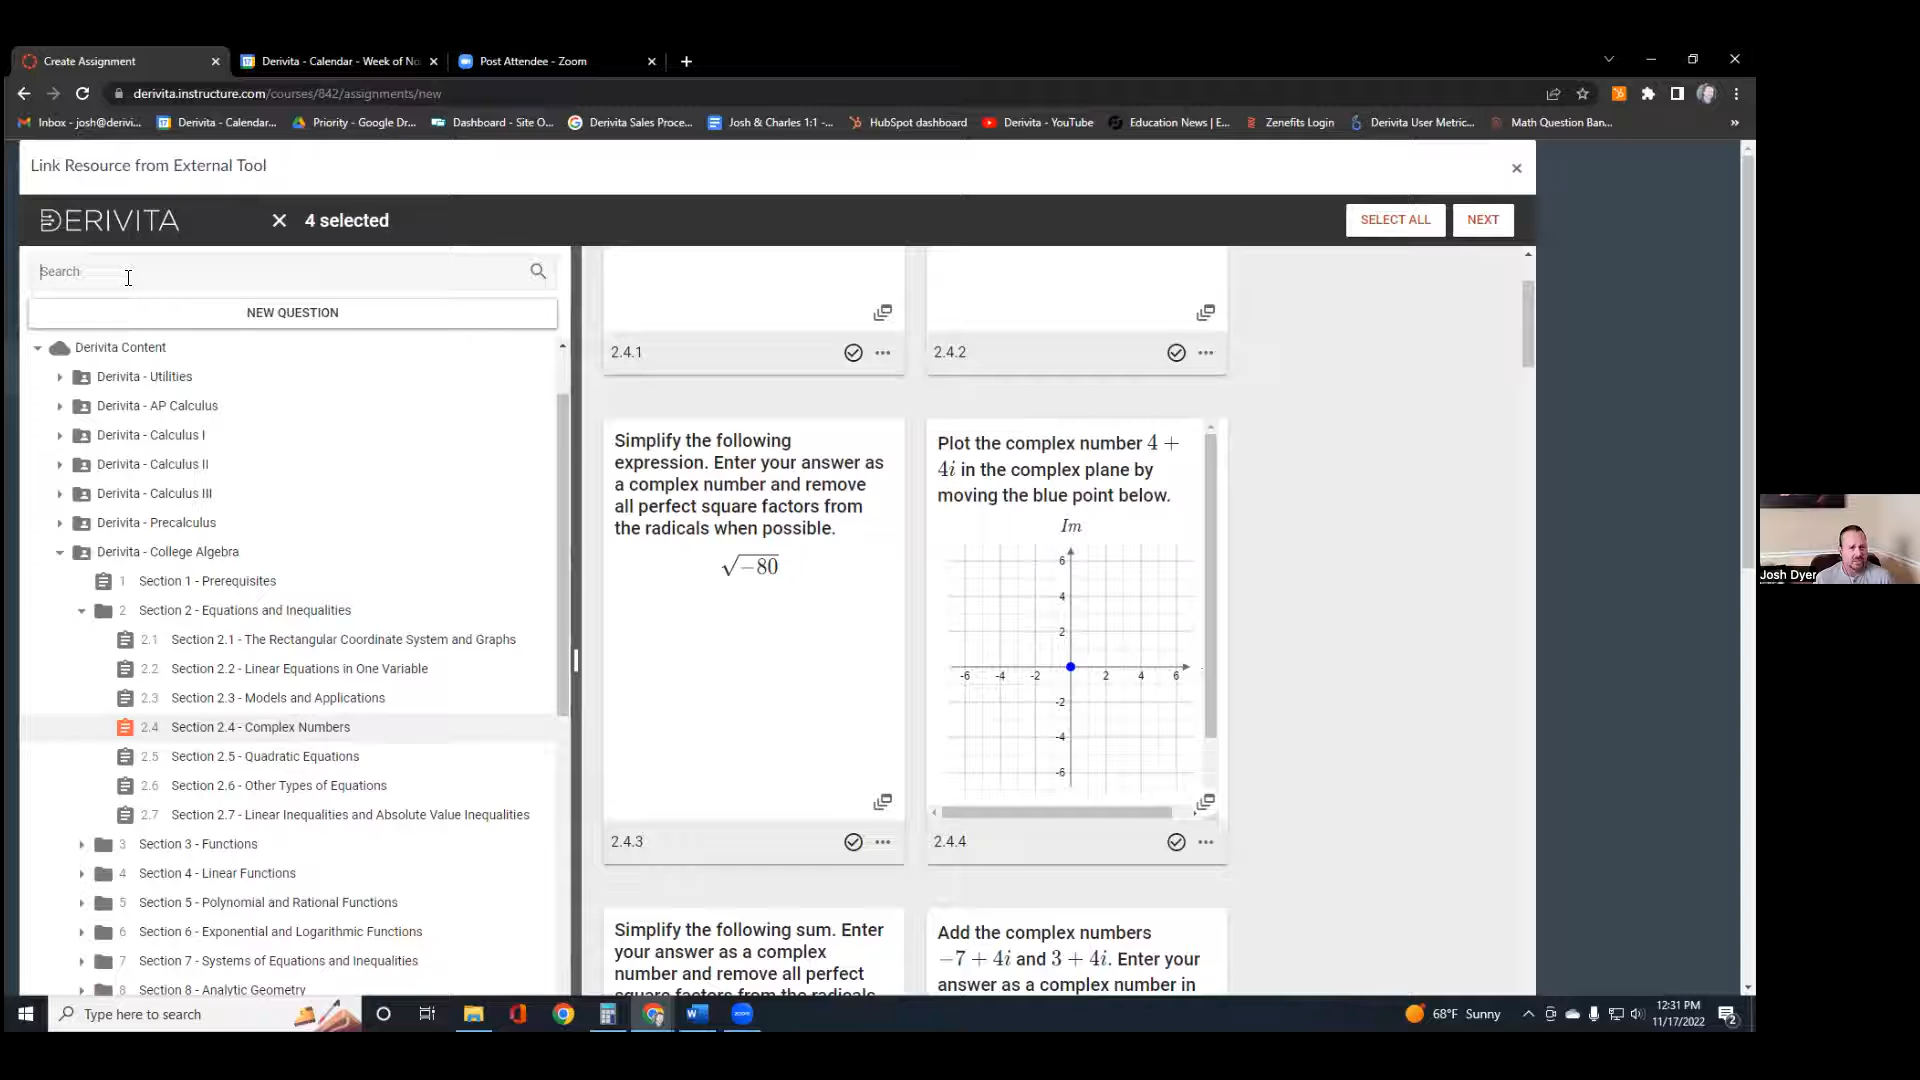 Create Assignment
Derivita - Calendar - Week of No
Post Attendee - Zoom
derivita.instructure.com/courses/842/assignments/new
Inbox - josh@derivi...
Derivita - Calendar...
Priority - Google Dr...
Dashboard - Site O...
Derivita Sales Proce...
Josh & Charles 1:1 -...
HubSpot dashboard
Derivita - YouTube
Education News | E...
Zenefits Login
Derivita User Metric...
Math Question Ban...
»
Link Resource from External Tool
DERIVITA
4 selected
SELECT ALL
NEXT
Search
NEW QUESTION
Derivita Content
Derivita - Utilities
Derivita - AP Calculus
Derivita - Calculus I
Derivita - Calculus II
Derivita - Calculus III
Derivita - Precalculus
Derivita - College Algebra
1 Section 1 - Prerequisites
2 Section 2 - Equations and Inequalities
2.1 Section 2.1 - The Rectangular Coordinate System and Graphs
2.2 Section 2.2 - Linear Equations in One Variable
2.3 Section 2.3 - Models and Applications
2.4 Section 2.4 - Complex Numbers
2.5 Section 2.5 - Quadratic Equations
2.6 Section 2.6 - Other Types of Equations
2.7 Section 2.7 - Linear Inequalities and Absolute Value Inequalities
3 Section 3 - Functions
4 Section 4 - Linear Functions
5 Section 5 - Polynomial and Rational Functions
6 Section 6 - Exponential and Logarithmic Functions
7 Section 7 - Systems of Equations and Inequalities
8 Section 8 - Analytic Geometry
2.4.1
2.4.2
Simplify the following
expression. Enter your answer as
a complex number and remove
all perfect square factors from
the radicals when possible.
√−80
2.4.3
Plot the complex number 4 +
4i in the complex plane by
moving the blue point below.
Im
6
4
2
-6 -4 -2 2 4 6
-2
-4
-6
2.4.4
Simplify the following sum. Enter
your answer as a complex
number and remove all perfect
square factors from the radicals
Add the complex numbers
−7 + 4i and 3 + 4i. Enter your
answer as a complex number in
Josh Dyer
Type here to search
68°F Sunny
12:31 PM
11/17/2022
2